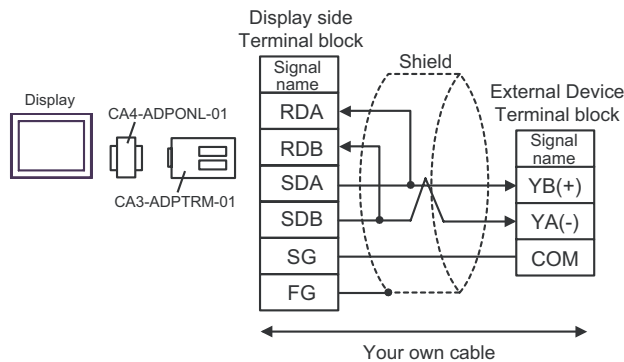 Display side
Terminal block
Signal
name
RDA
RDB
SDA
SDB
SG
FG
Shield
External Device
Terminal block
Signal
name
YB(+)
YA(-)
COM
Display
CA4-ADPONL-01
CA3-ADPTRM-01
Your own cable